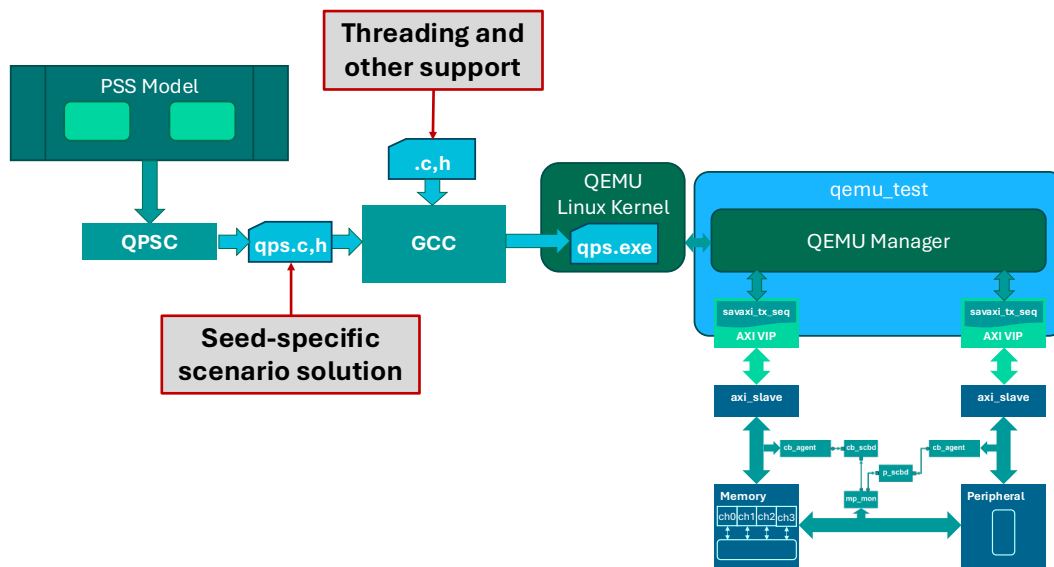 Threading and
other support
PSS Model
.c,h
QEMU
Linux Kernel
qemu_test
QPSC
qps.c,h
GCC
qps.exe
QEMU Manager
savaxi_tx_seq
AXI VIP
savaxi_tx_seq
AXI VIP
Seed-specific
scenario solution
axi_slave
axi_slave
cb_agent
cb_scbd
cb_agent
p_scbd
mp_mon
Memory
ch0 ch1 ch2 ch3
Peripheral